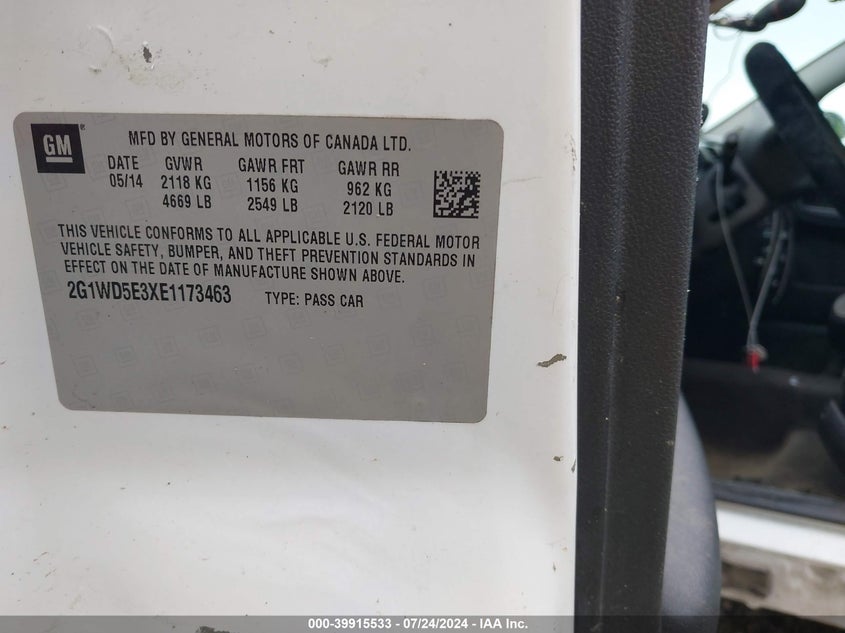 GM ®
MFD BY GENERAL MOTORS OF CANADA LTD.
DATE GVWR GAWR FRT GAWR RR
05/14 2118 KG 1156 KG 962 KG
4669 LB 2549 LB 2120 LB
THIS VEHICLE CONFORMS TO ALL APPLICABLE U.S. FEDERAL MOTOR
VEHICLE SAFETY, BUMPER, AND THEFT PREVENTION STANDARDS IN
EFFECT ON THE DATE OF MANUFACTURE SHOWN ABOVE.
2G1WD5E3XE1173463 TYPE: PASS CAR
000-39915533 - 07/24/2024 - IAA Inc.